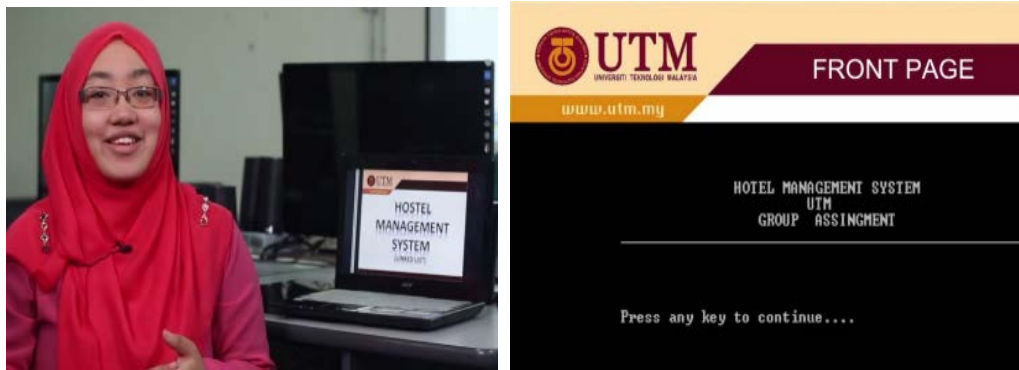 UTM
HOSTEL
MANAGEMENT
SYSTEM
(LINKED LIST)
UTM
UNIVERSITI TEKNOLOGI MALAYSIA
FRONT PAGE
www.utm.my
HOTEL MANAGEMENT SYSTEM
UTM
GROUP ASSINGMENT
Press any key to continue....